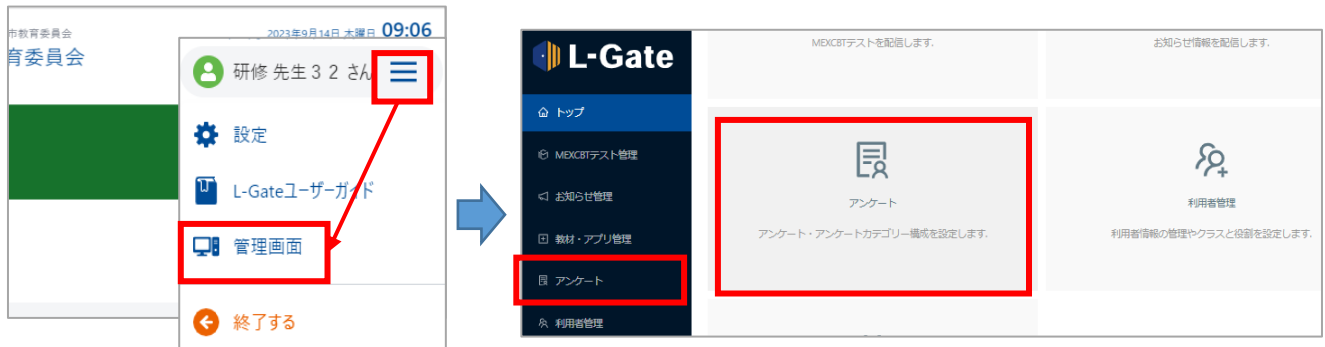 市教育委員会
育委員会
2023年9月14日 木曜日 09:06
研修 先生３２ さん
設定
L-Gateユーザーガイド
管理画面
終了する
L-Gate
トップ
MEXCBTテスト管理
お知らせ管理
教材・アプリ管理
アンケート
利用者管理
MEXCBTテストを配信します。
お知らせ情報を配信します。
アンケート
アンケート・アンケートカテゴリー構成を設定します。
利用者管理
利用者情報の管理やクラスと役割を設定します。